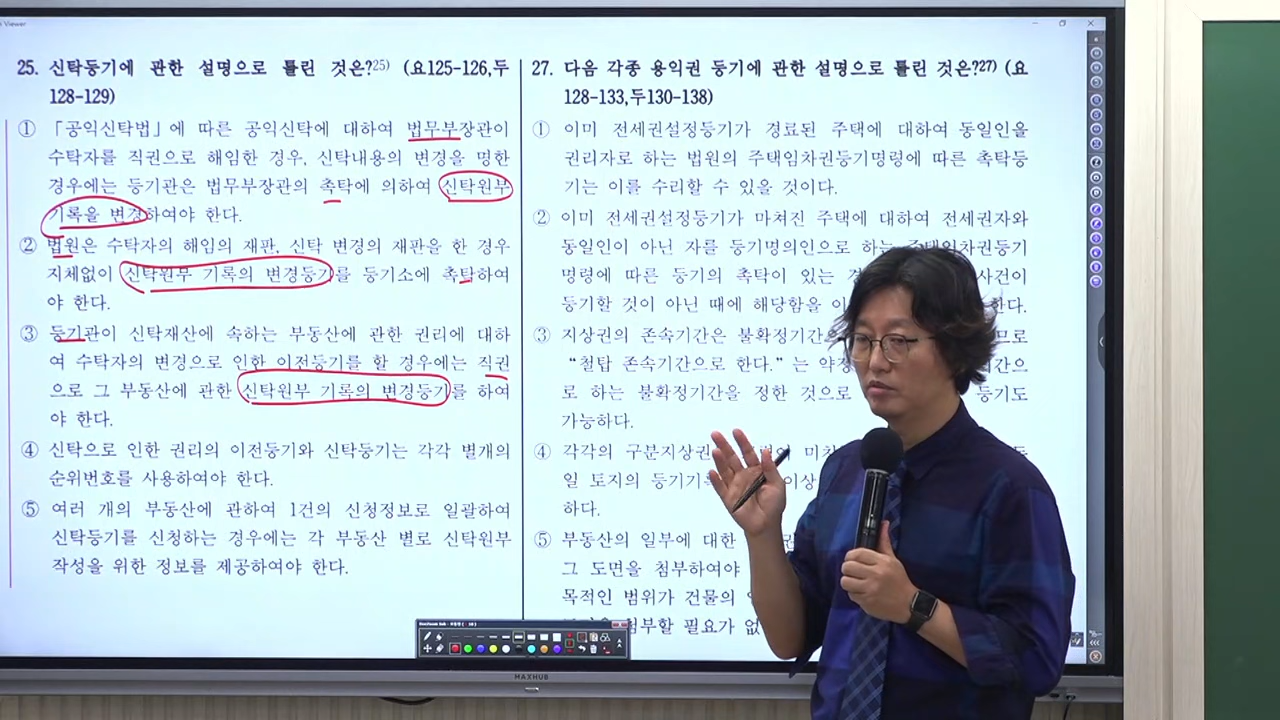 25. 신탁등기에 관한 설명으로 틀린 것은?25) (요125-126,두
128-129)
① 「공익신탁법」에 따른 공익신탁에 대하여 법무부장관이
수탁자를 직권으로 해임한 경우, 신탁내용의 변경을 명한
경우에는 등기관은 법무부장관의 촉탁에 의하여 신탁원부
기록을 변경하여야 한다.
② 법원은 수탁자의 해임의 재판, 신탁 변경의 재판을 한 경우
지체없이 신탁원부 기록의 변경등기를 등기소에 촉탁하여
야 한다.
③ 등기관이 신탁재산에 속하는 부동산에 관한 권리에 대하
여 수탁자의 변경으로 인한 이전등기를 할 경우에는 직권
으로 그 부동산에 관한 신탁원부 기록의 변경등기를 하여
야 한다.
④ 신탁으로 인한 권리의 이전등기와 신탁등기는 각각 별개의
순위번호를 사용하여야 한다.
⑤ 여러 개의 부동산에 관하여 1건의 신청정보로 일괄하여
신탁등기를 신청하는 경우에는 각 부동산 별로 신탁원부
작성을 위한 정보를 제공하여야 한다.
27. 다음 각종 용익권 등기에 관한 설명으로 틀린 것은?27) (요
128-133,두130-138)
① 이미 전세권설정등기가 경료된 주택에 대하여 동일인을
권리자로 하는 법원의 주택임차권등기명령에 따른 촉탁등
기는 이를 수리할 수 있을 것이다.
② 이미 전세권설정등기가 마쳐진 주택에 대하여 전세권자와
동일인이 아닌 자를 등기명의인으로 하는 주택임차권등기
명령에 따른 등기의 촉탁이 있는 경 사건이
등기할 것이 아닌 때에 해당함을 이 한다.
③ 지상권의 존속기간은 불확정기간 므로
"철탑 존속기간으로 한다." 는 약정 기간으
로 하는 불확정기간을 정한 것으로 등기도
가능하다.
④ 각각의 구분지상권 미치
일 토지의 등기기록 이상
하다.
⑤ 부동산의 일부에 대한
그 도면을 첨부하여야
목적인 범위가 건물의
첨부할 필요가 없
MAXHUB